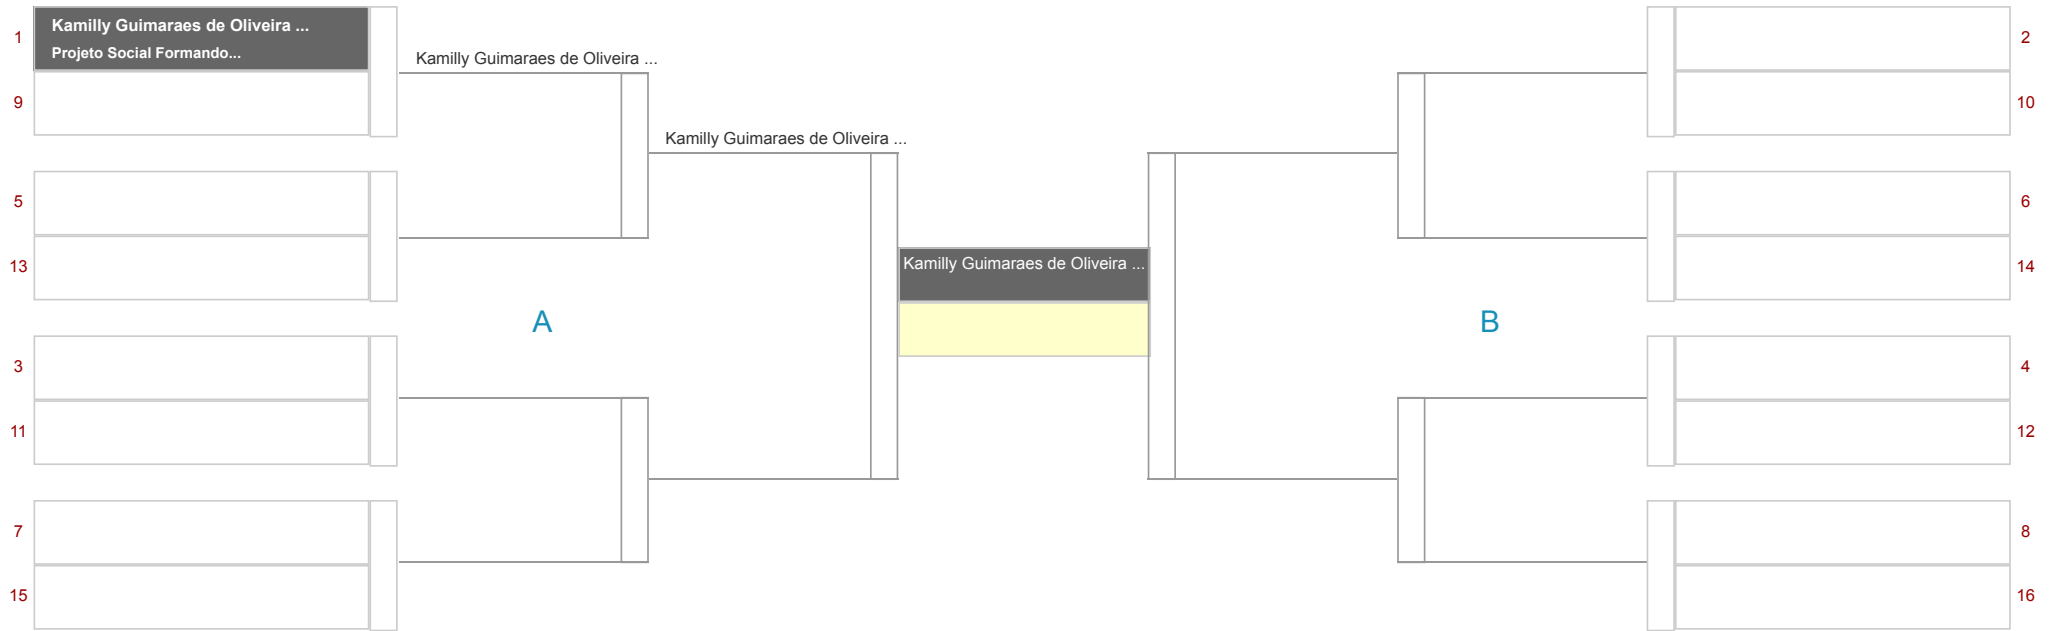 1
Kamilly Guimaraes de Oliveira ...
Projeto Social Formando...
9
5
13
3
11
7
15
Kamilly Guimaraes de Oliveira ...
Kamilly Guimaraes de Oliveira ...
A
Kamilly Guimaraes de Oliveira ...
B
2
10
6
14
4
12
8
16